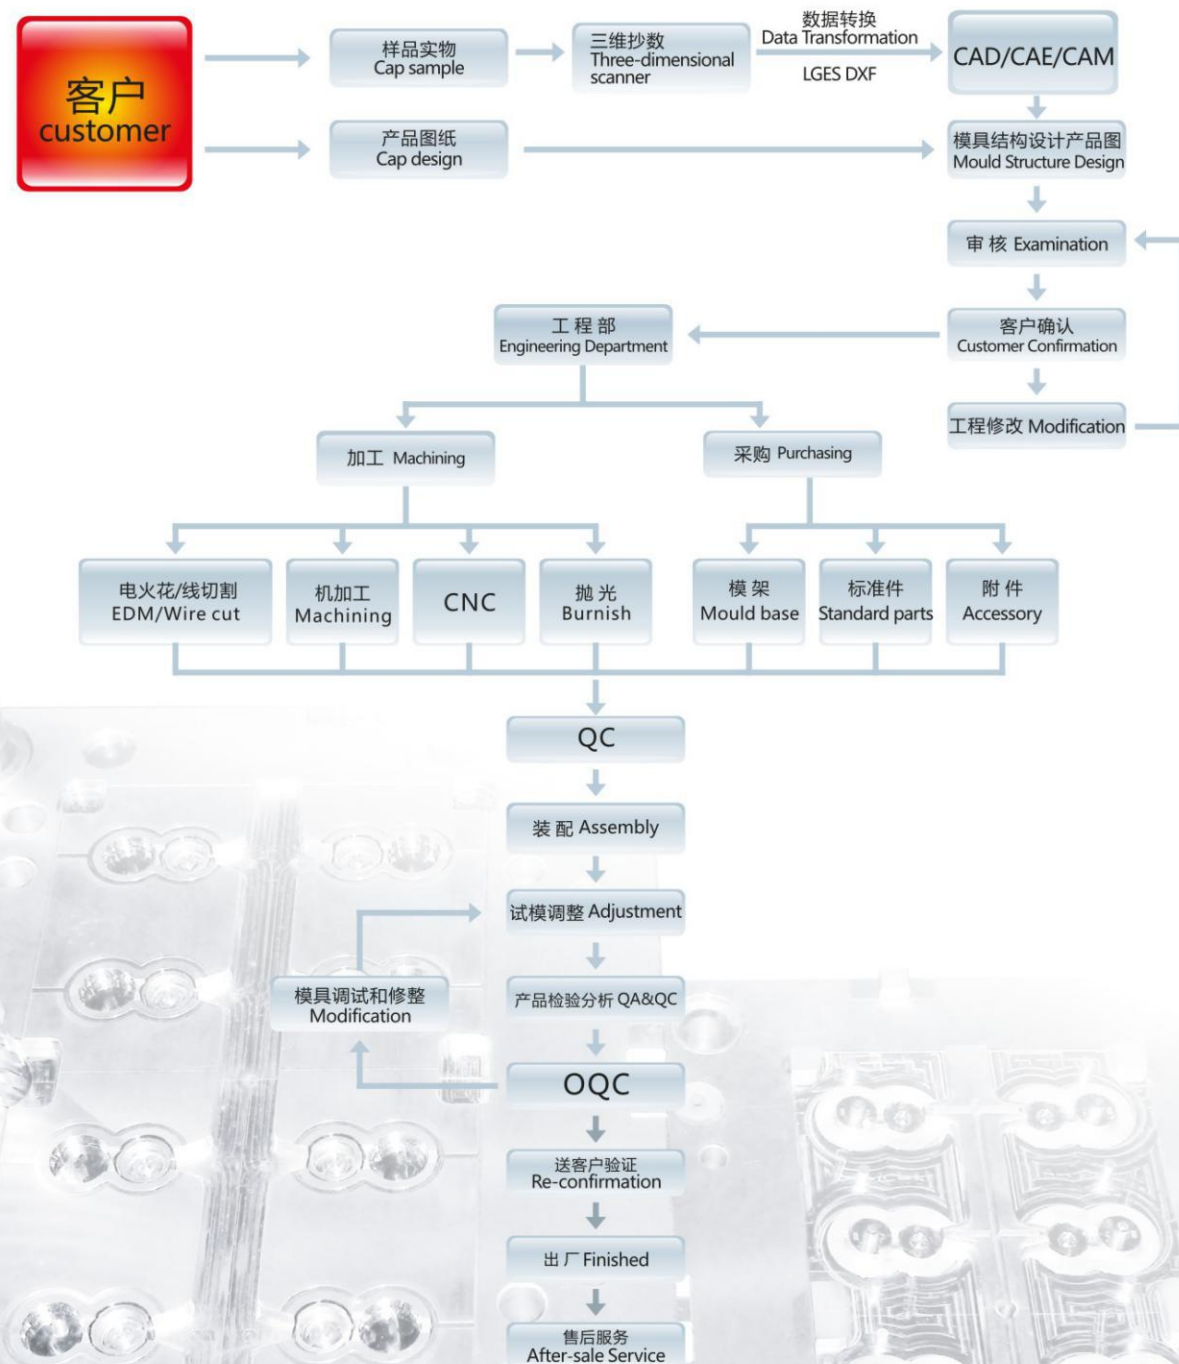 客户
customer
样品实物
Cap sample
三维抄数
Three-dimensional
scanner
数据转换
Data Transformation
LGES DXF
CAD/CAE/CAM
产品图纸
Cap design
模具结构设计产品图
Mould Structure Design
审 核 Examination
客户确认
Customer Confirmation
工程修改 Modification
工 程 部
Engineering Department
加工 Machining
采购 Purchasing
电火花/线切割
EDM/Wire cut
机加工
Machining
CNC
抛 光
Burnish
模 架
Mould base
标准件
Standard parts
附 件
Accessory
QC
装 配 Assembly
试模调整 Adjustment
模具调试和修整
Modification
产品检验分析 QA&QC
OQC
送客户验证
Re-confirmation
出 厂 Finished
售后服务
After-sale Service